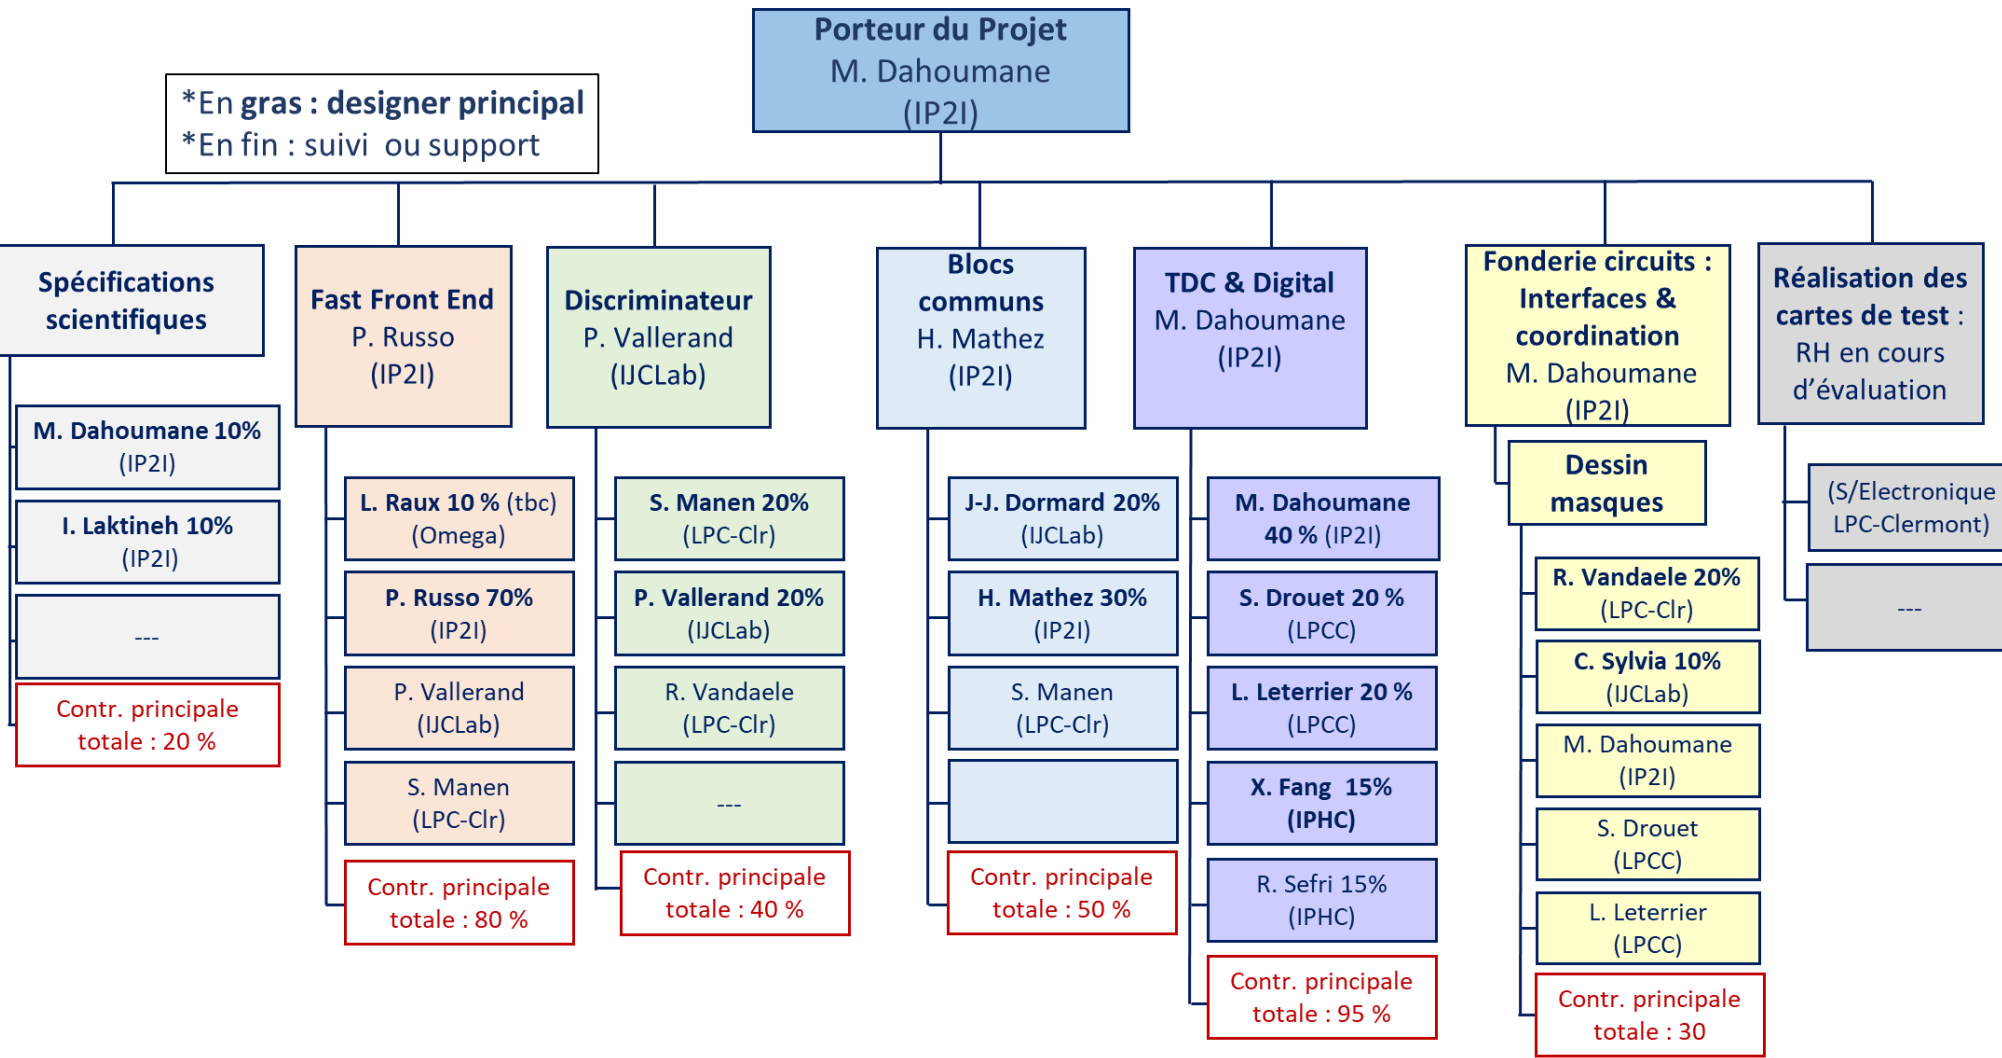 Porteur du Projet
M. Dahoumane
(IP2I)
*En gras : designer principal
*En fin : suivi ou support
Spécifications
scientifiques
M. Dahoumane 10%
(IP2I)
I. Laktineh 10%
(IP2I)
---
Contr. principale
totale : 20 %
Fast Front End
P. Russo
(IP2I)
L. Raux 10 % (tbc)
(Omega)
P. Russo 70%
(IP2I)
P. Vallerand
(IJCLab)
S. Manen
(LPC-Clr)
Contr. principale
totale : 80 %
Discriminateur
P. Vallerand
(IJCLab)
S. Manen 20%
(LPC-Clr)
P. Vallerand 20%
(IJCLab)
R. Vandaele
(LPC-Clr)
---
Contr. principale
totale : 40 %
Blocs
communs
H. Mathez
(IP2I)
J-J. Dormard 20%
(IJCLab)
H. Mathez 30%
(IP2I)
S. Manen
(LPC-Clr)
Contr. principale
totale : 50 %
TDC & Digital
M. Dahoumane
(IP2I)
M. Dahoumane
40 % (IP2I)
S. Drouet 20 %
(LPCC)
L. Leterrier 20 %
(LPCC)
X. Fang 15%
(IPHC)
R. Sefri 15%
(IPHC)
Contr. principale
totale : 95 %
Fonderie circuits :
Interfaces &
coordination
M. Dahoumane
(IP2I)
Dessin
masques
R. Vandaele 20%
(LPC-Clr)
C. Sylvia 10%
(IJCLab)
M. Dahoumane
(IP2I)
S. Drouet
(LPCC)
L. Leterrier
(LPCC)
Contr. principale
totale : 30
Réalisation des
cartes de test :
RH en cours
d’évaluation
(S/Electronique
LPC-Clermont)
---